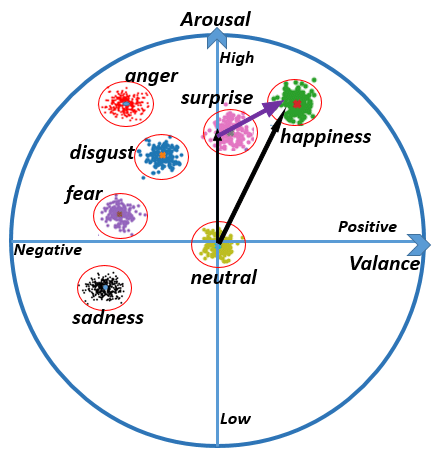 Arousal
High
anger
surprise
happiness
disgust
fear
Positive
Negative
Valance
neutral
sadness
Low